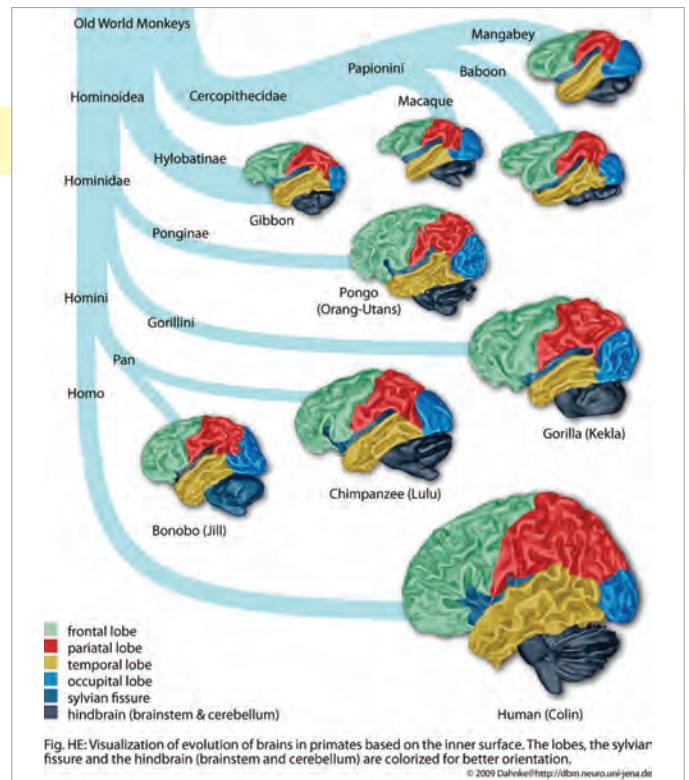 Old World Monkeys
Mangabey
Papionini
Baboon
Hominoidea
Cercopithecidae
Macaque
Hylobatinae
Hominidae
Gibbon
Ponginae
Pongo
(Orang-Utans)
Homini
Gorillini
Pan
Homo
Gorilla (Kekla)
Chimpanzee (Lulu)
Bonobo (Jill)
frontal lobe
pariatal lobe
temporal lobe
occupital lobe
sylvian fissure
hindbrain (brainstem & cerebellum)
Human (Colin)
Fig. HE: Visualization of evolution of brains in primates based on the inner surface. The lobes, the sylvian
fissure and the hindbrain (brainstem and cerebellum) are colorized for better orientation.
© 2009 Dahnke@http://dbm.neuro.uni-jena.de